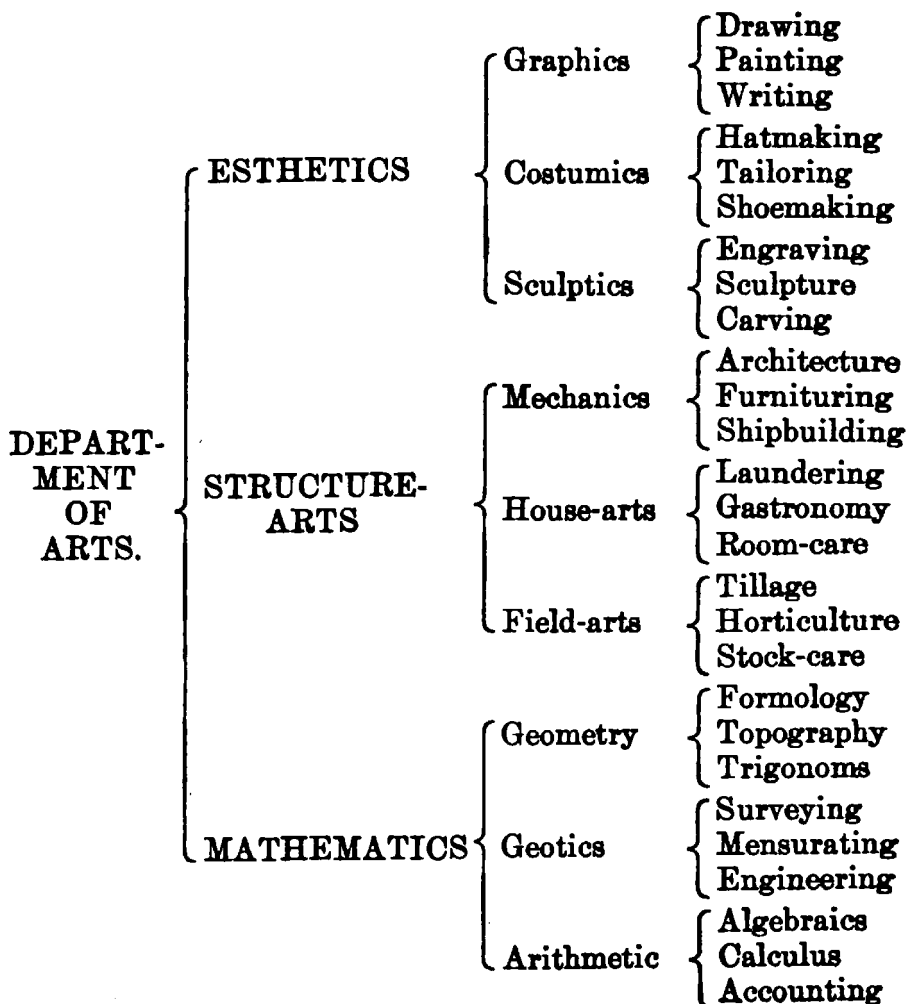 DEPART-
MENT
OF
ARTS.
ESTHETICS
Graphics
Drawing
Painting
Writing
Costumics
Hatmaking
Tailoring
Shoemaking
Sculptics
Engraving
Sculpture
Carving
STRUCTURE-
ARTS
Mechanics
Architecture
Furnituring
Shipbuilding
House-arts
Laundering
Gastronomy
Room-care
Field-arts
Tillage
Horticulture
Stock-care
MATHEMATICS
Geometry
Formology
Topography
Trigonoms
Geotics
Surveying
Mensurating
Engineering
Arithmetic
Algebraics
Calculus
Accounting